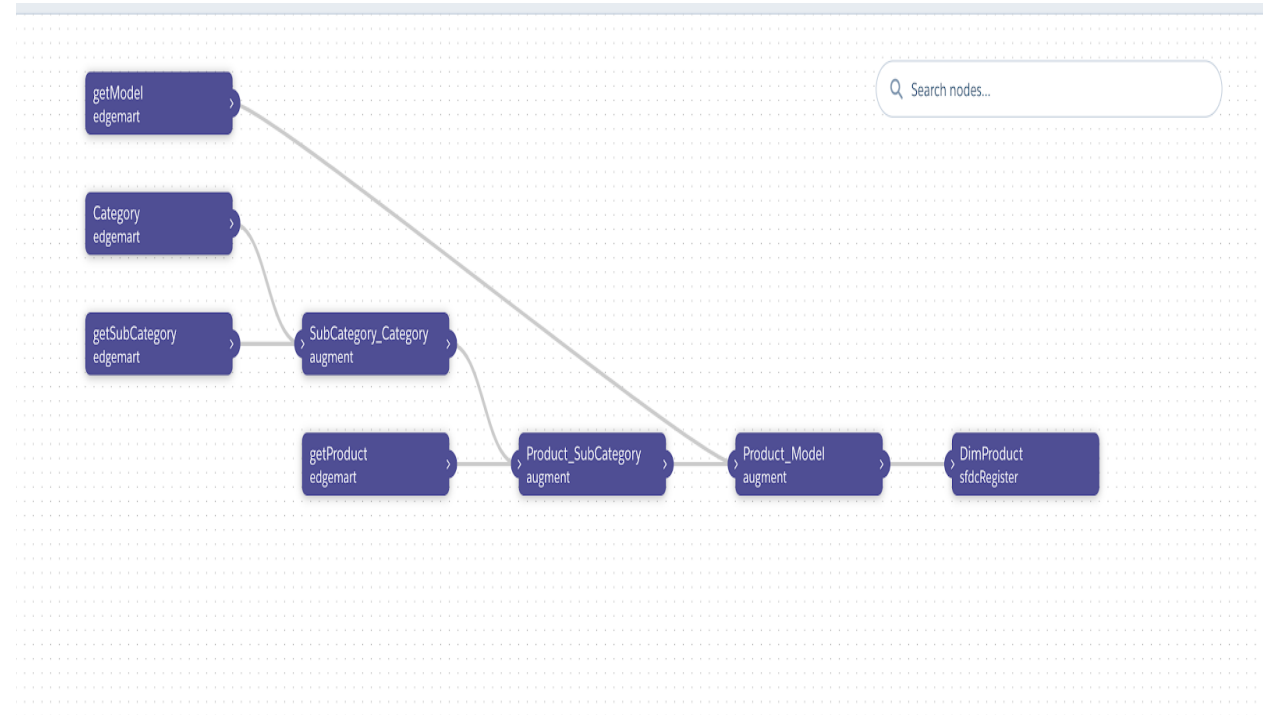 getModel
edgemart
Search nodes...
Category
edgemart
getSubCategory
edgemart
SubCategory_Category
augment
getProduct
edgemart
Product_SubCategory
augment
Product_Model
augment
DimProduct
sfdcRegister